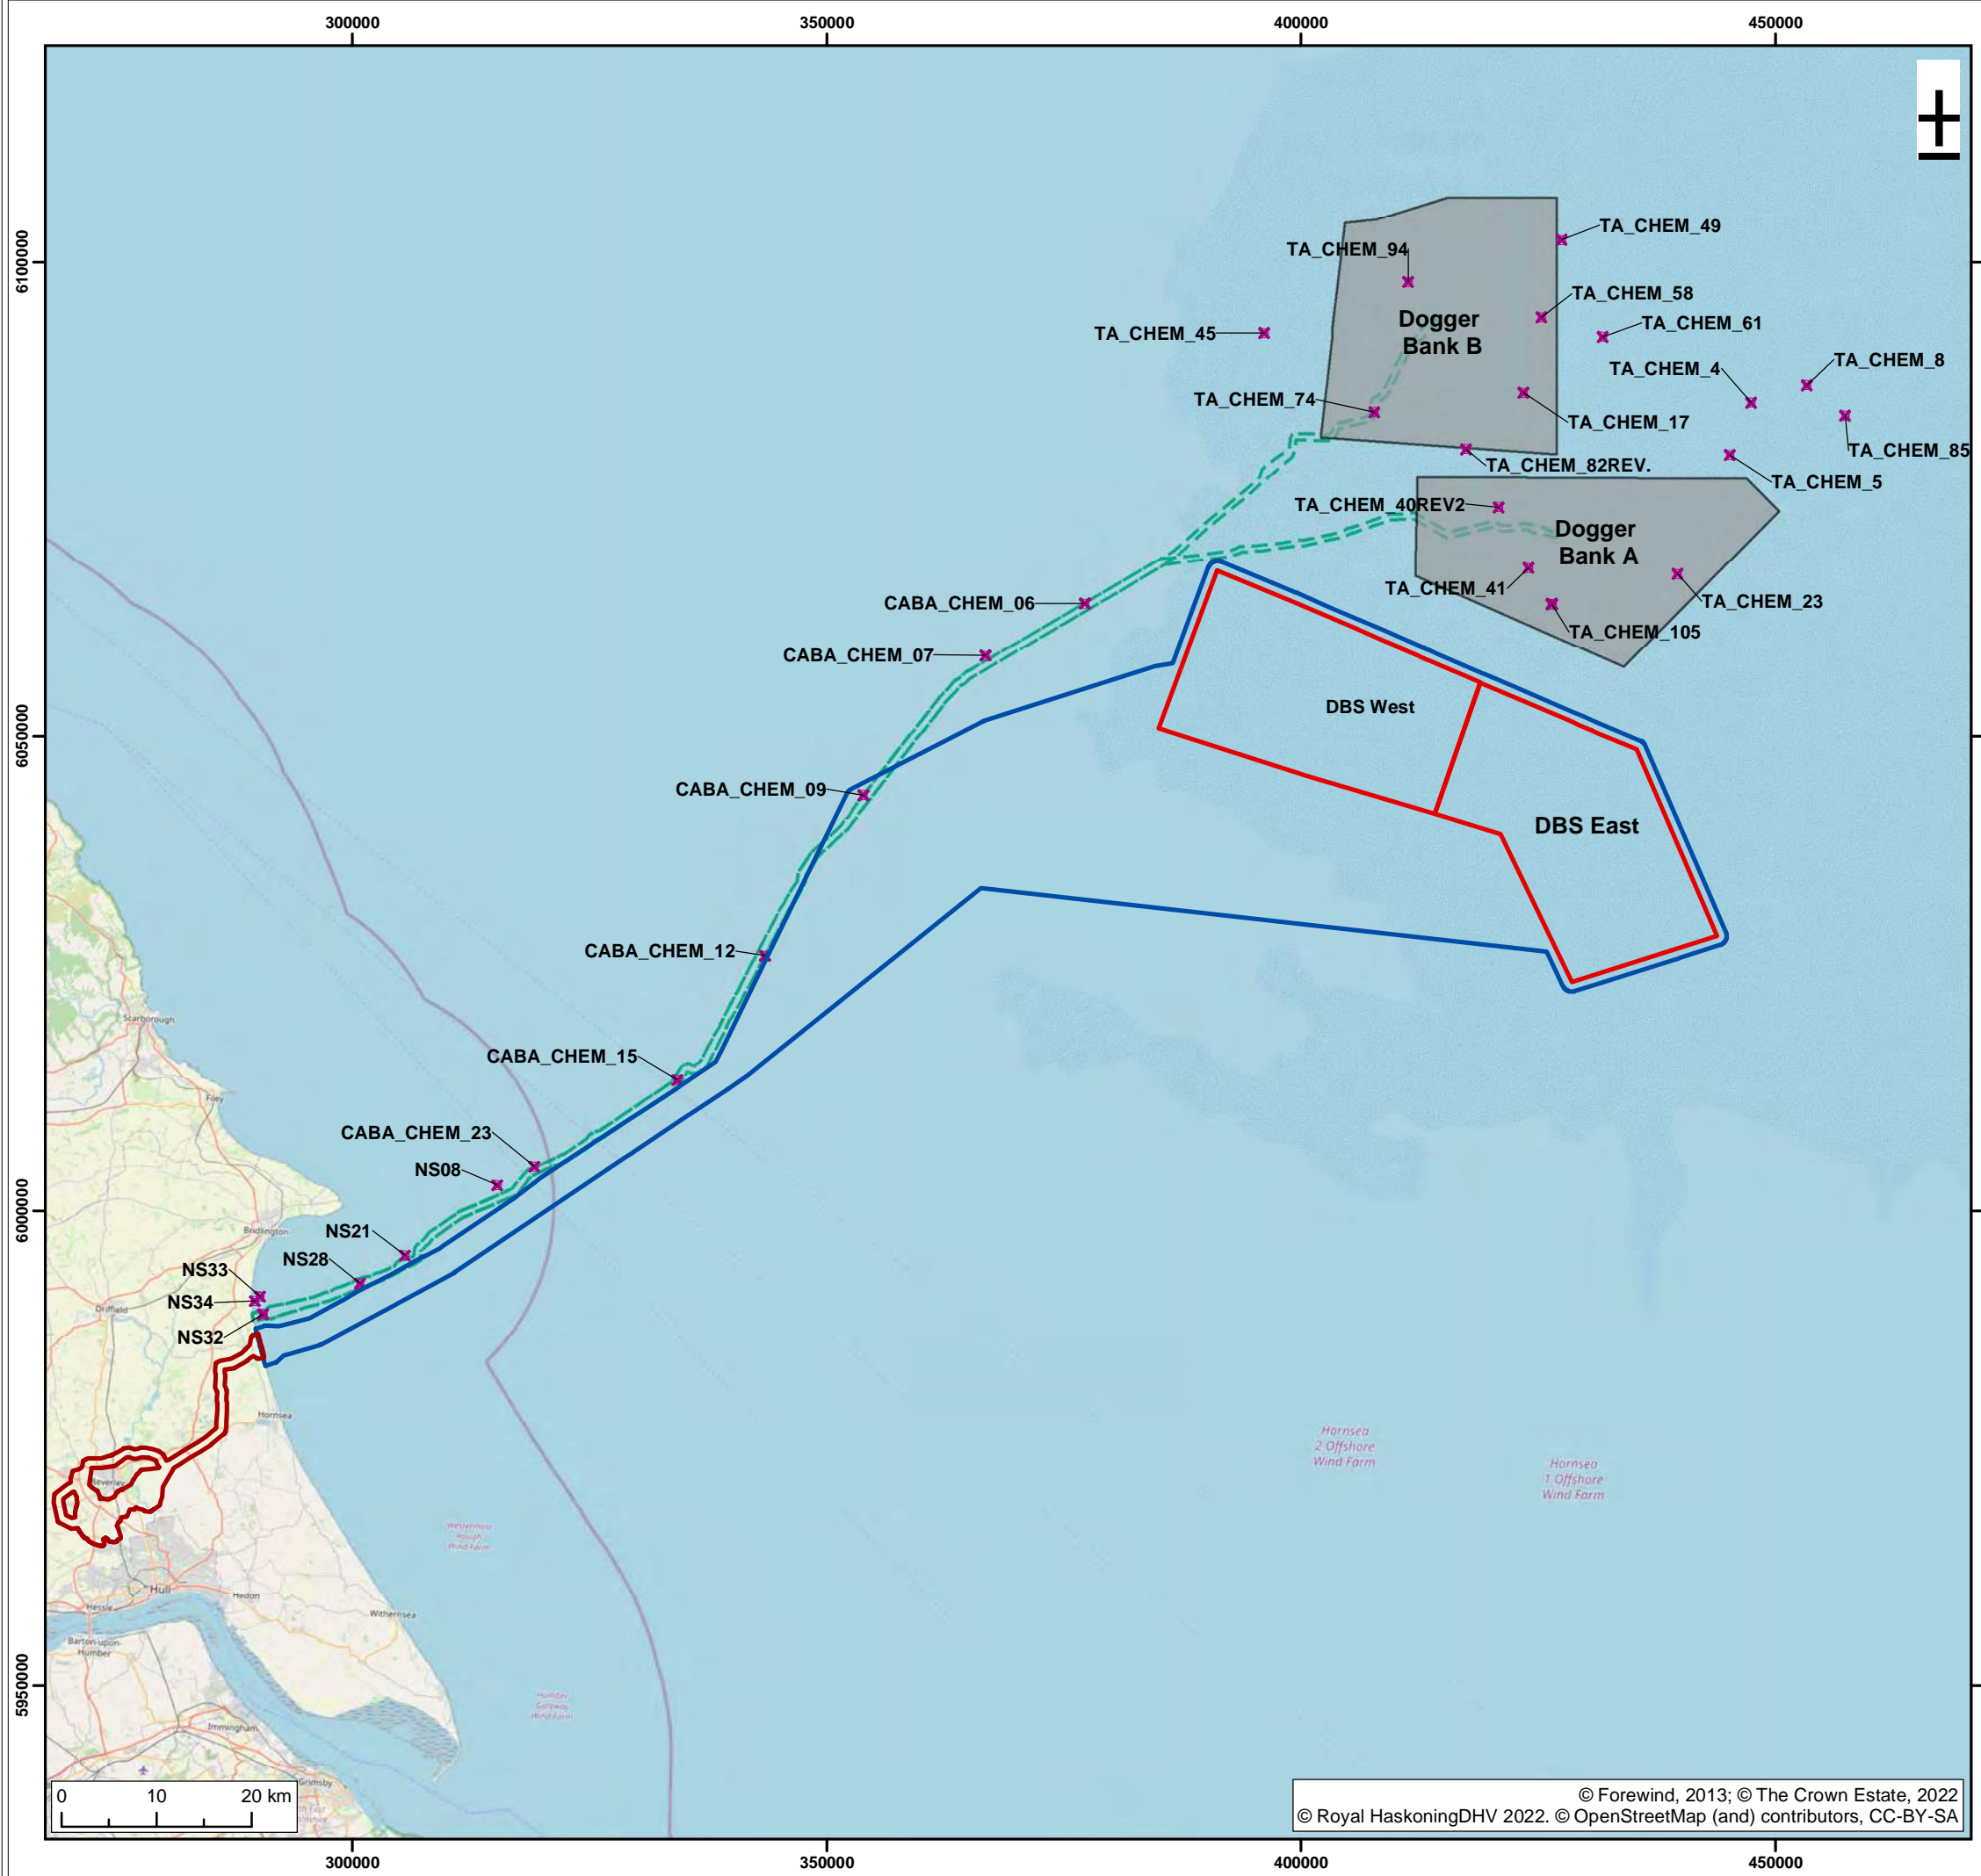 300000
350000
400000
450000
6100000
6050000
6000000
5950000
TA_CHEM_49
TA_CHEM_94
TA_CHEM_58
Dogger
Bank B
TA_CHEM_61
TA_CHEM_45
TA_CHEM_8
TA_CHEM_4
TA_CHEM_74
TA_CHEM_17
TA_CHEM_85
TA_CHEM_82REV.
TA_CHEM_5
TA_CHEM_40REV2
Dogger
Bank A
TA_CHEM_41
TA_CHEM_23
CABA_CHEM_06
TA_CHEM_105
CABA_CHEM_07
DBS West
CABA_CHEM_09
DBS East
CABA_CHEM_12
Scarborough
CABA_CHEM_15
Filey
CABA_CHEM_23
NS08
Bridlington
NS21
NS28
NS33
NS34
Driffield
NS32
Hornsea
Hornsea
2 Offshore
Wind Farm
Hornsea
1 Offshore
Wind Farm
Beverley
Westermost
Rough
Wind Farm
Hull
Hedon
Hessle
Withernsea
Barton-upon-
Humber
Humber
Gateway
Wind Farm
Immingham
Grimsby
0 10 20 km
© Forewind, 2013; © The Crown Estate, 2022
© Royal HaskoningDHV 2022. © OpenStreetMap (and) contributors, CC-BY-SA
300000
350000
400000
450000